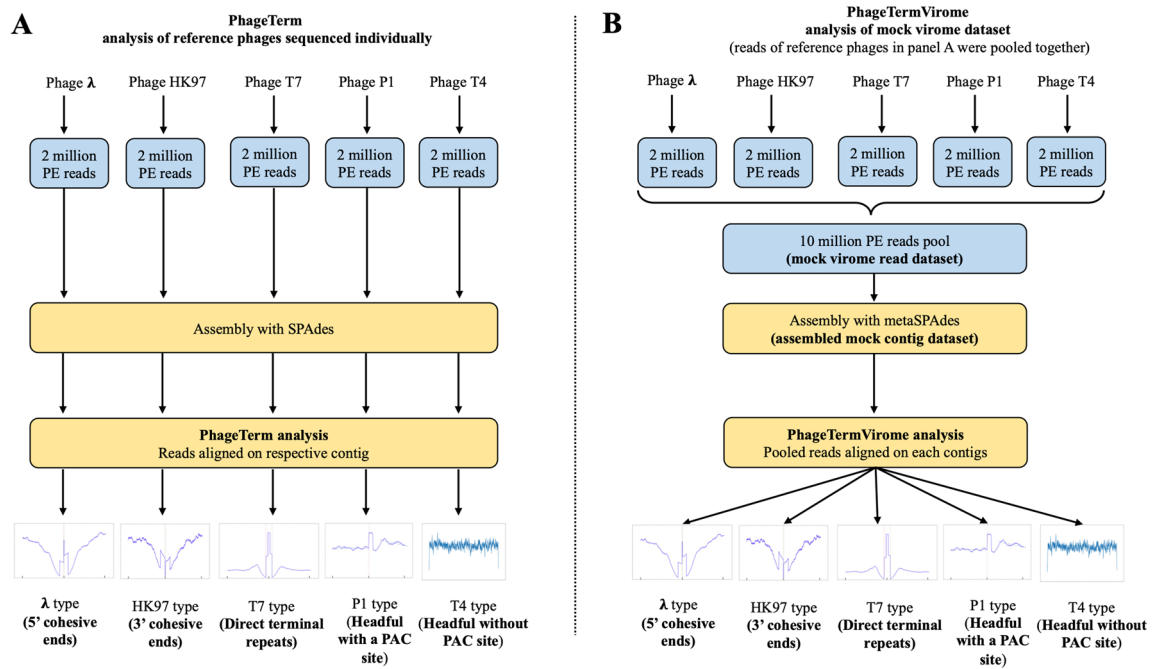 A
PhageTerm
analysis of reference phages sequenced individually
Phage λ
Phage HK97
Phage T7
Phage P1
Phage T4
2 million
PE reads
2 million
PE reads
2 million
PE reads
2 million
PE reads
2 million
PE reads
Assembly with SPAdes
PhageTerm analysis
Reads aligned on respective contig
λ type
(5’ cohesive
ends)
HK97 type
(3’ cohesive
ends)
T7 type
(Direct terminal
repeats)
P1 type
(Headful
with a PAC
site)
T4 type
(Headful without
PAC site)
B
PhageTermVirome
analysis of mock virome dataset
(reads of reference phages in panel A were pooled together)
Phage λ
Phage HK97
Phage T7
Phage P1
Phage T4
2 million
PE reads
2 million
PE reads
2 million
PE reads
2 million
PE reads
2 million
PE reads
10 million PE reads pool
(mock virome read dataset)
Assembly with metaSPAdes
(assembled mock contig dataset)
PhageTermVirome analysis
Pooled reads aligned on each contigs
λ type
(5’ cohesive
ends)
HK97 type
(3’ cohesive
ends)
T7 type
(Direct terminal
repeats)
P1 type
(Headful
with a PAC
site)
T4 type
(Headful without
PAC site)